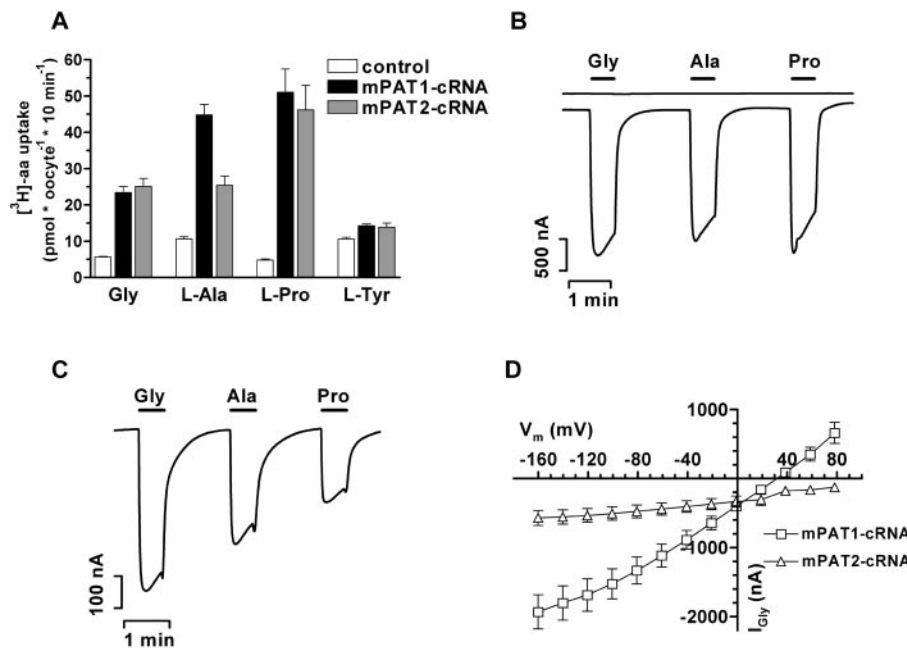 A
[³H]-aa uptake
(pmol * oocyte⁻¹ * 10 min⁻¹)
60
50
40
30
20
10
0
control
mPAT1-cRNA
mPAT2-cRNA
Gly L-Ala L-Pro L-Tyr
B
Gly Ala Pro
500 nA
1 min
C
Gly Ala Pro
100 nA
1 min
D
1000
Vm (mV)
-160 -120 -80 -40 0 40 80
-1000
-2000
IGly (nA)
mPAT1-cRNA
mPAT2-cRNA